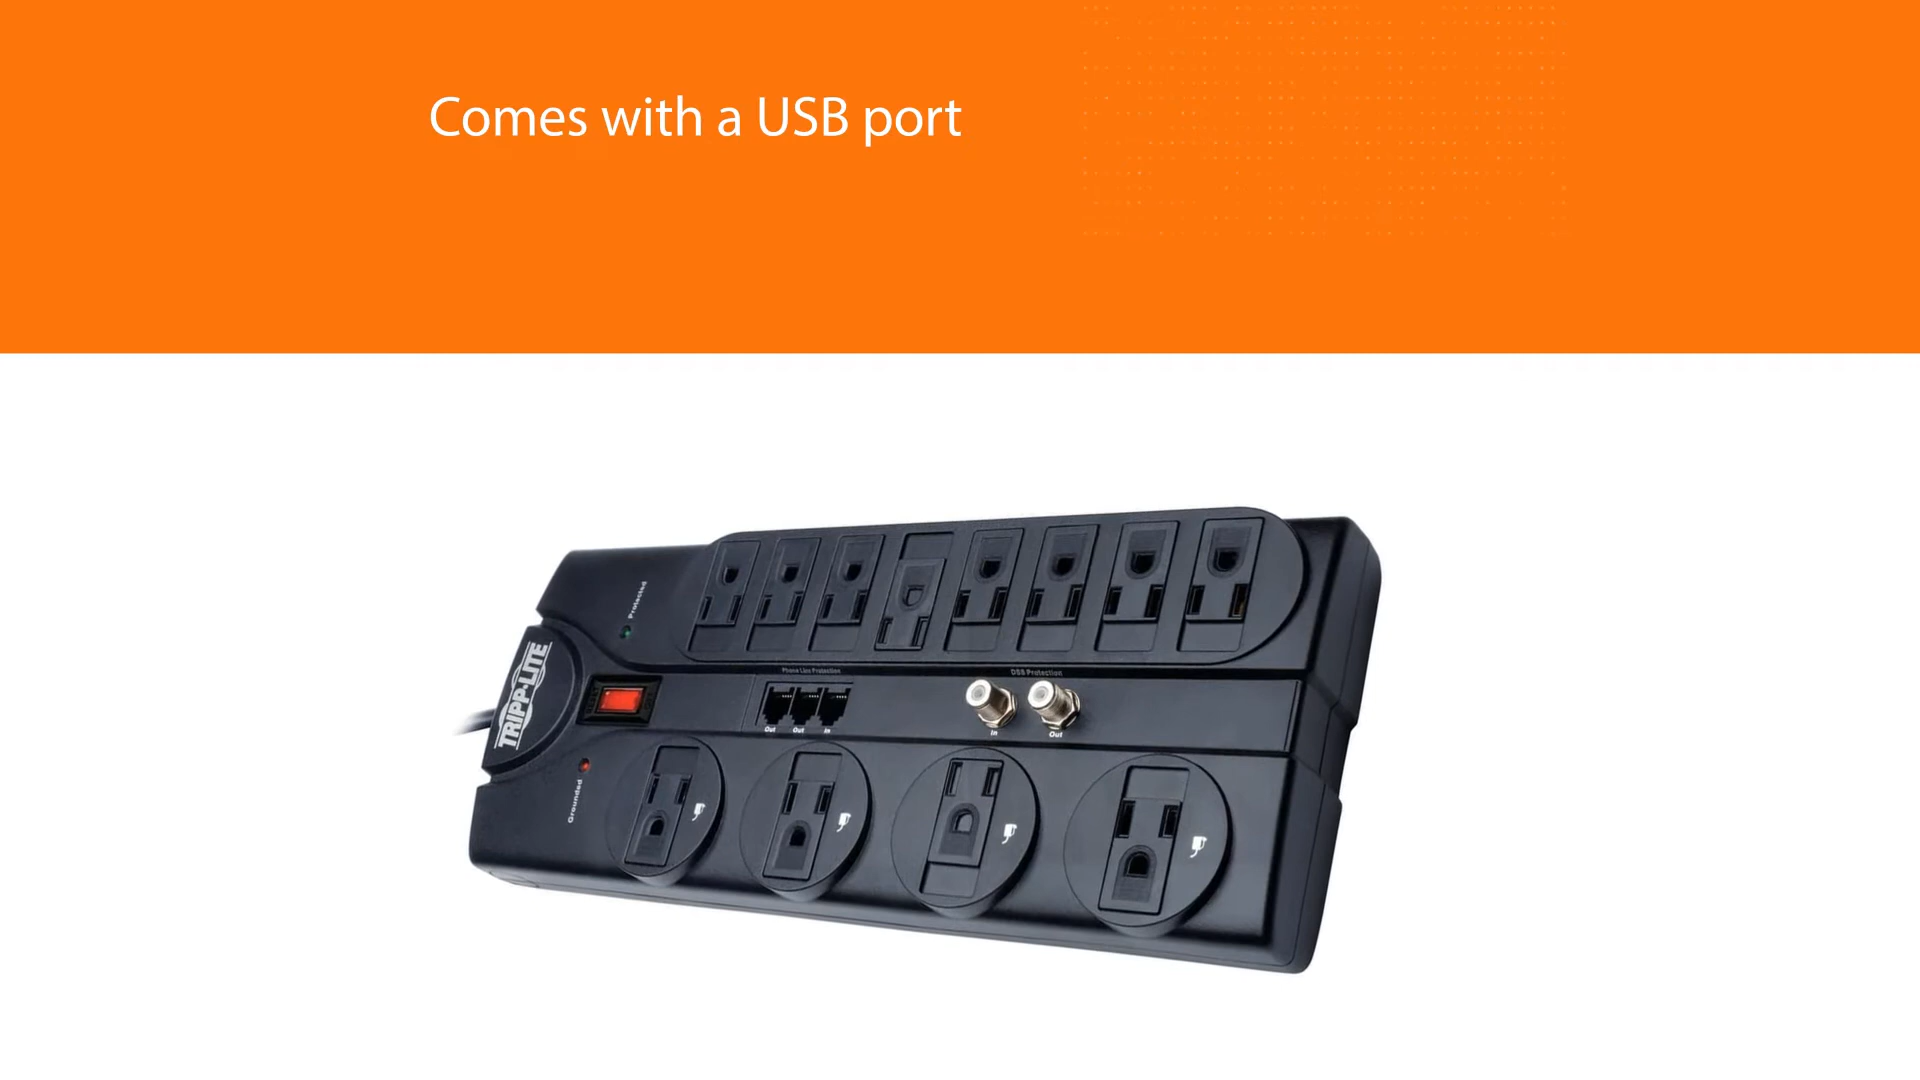 Comes with a USB port
Protected
TRIPP·LITE
Phone Line Protection
DSS Protection
Out
Out
In
In
Out
Grounded